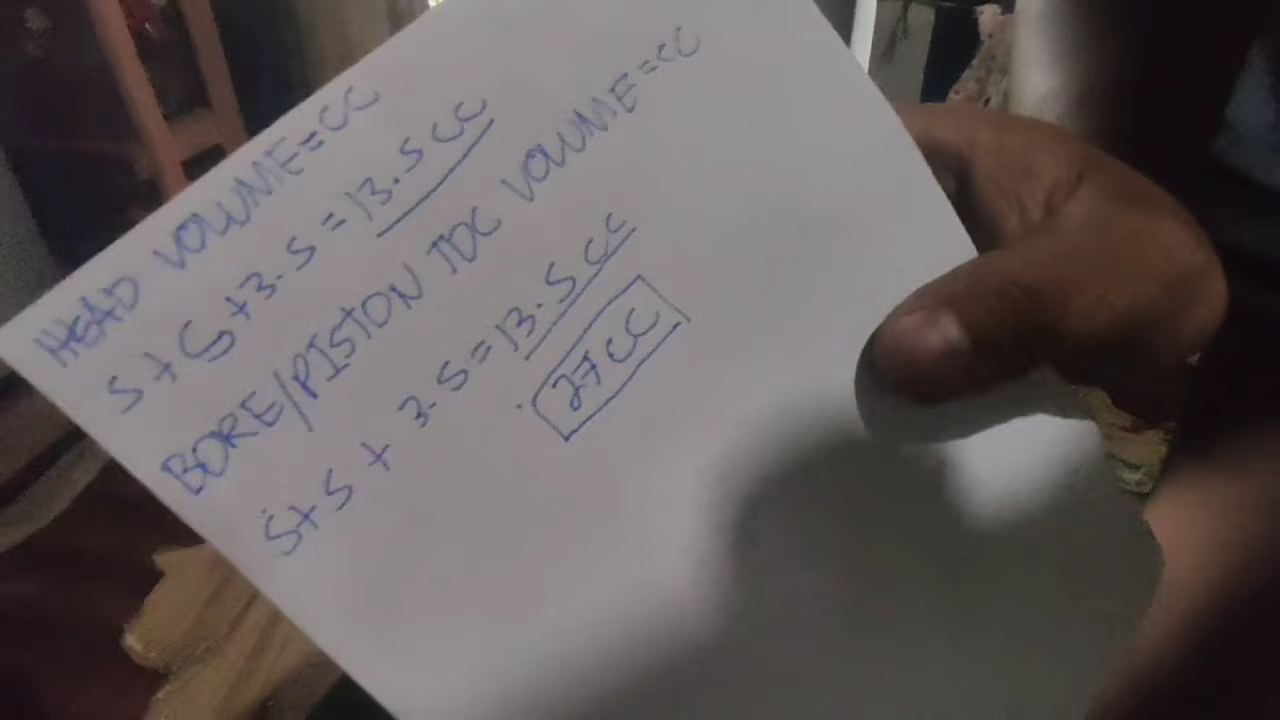 HEAD VOLUME=CC
5+5+3.5=13.5CC
BORE/PISTON TDC VOLUME=CC
5+5+3.5=13.5CC
27CC